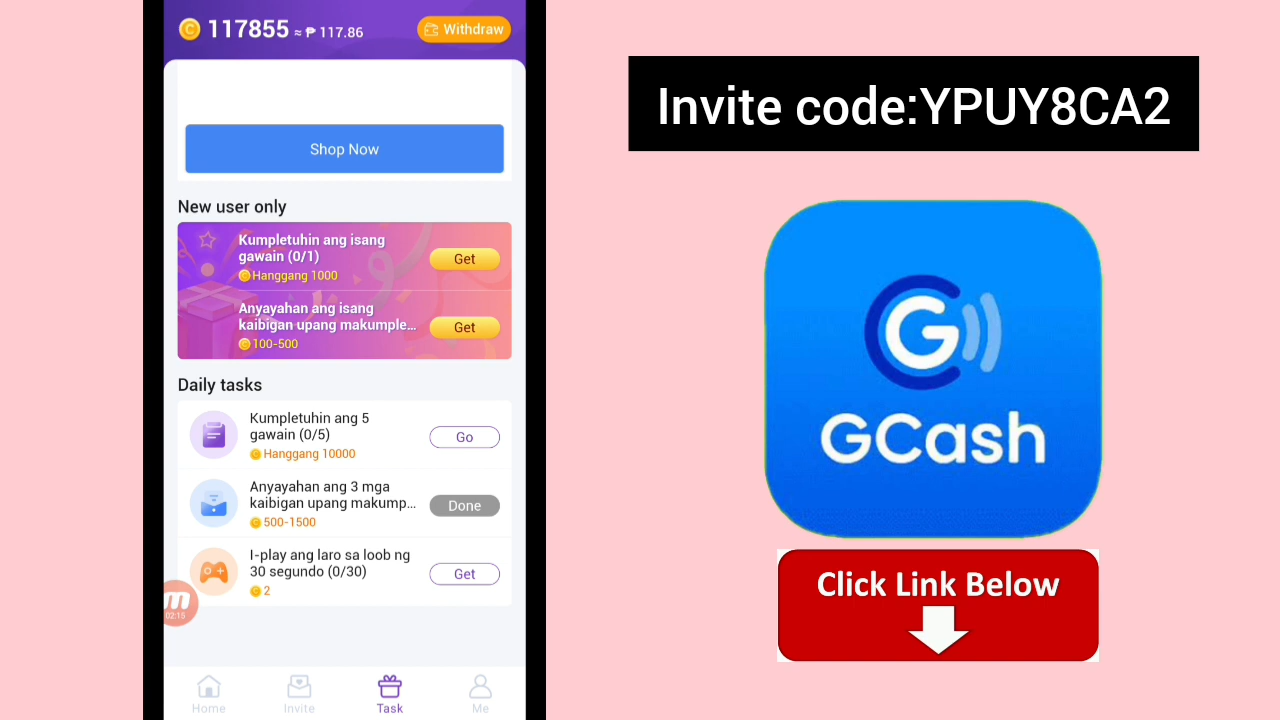 117855 ≈ ₱ 117.86
Withdraw
Shop Now
New user only
Kumpletuhin ang isang
gawain (0/1)
Hanggang 1000
Get
Anyayahan ang isang
kaibigan upang makumple...
100-500
Get
Daily tasks
Kumpletuhin ang 5
gawain (0/5)
Hanggang 10000
Go
Anyayahan ang 3 mga
kaibigan upang makump...
500-1500
Done
I-play ang laro sa loob ng
30 segundo (0/30)
2
Get
02:15
Home
Invite
Task
Me
Invite code:YPUY8CA2
G
GCash
Click Link Below